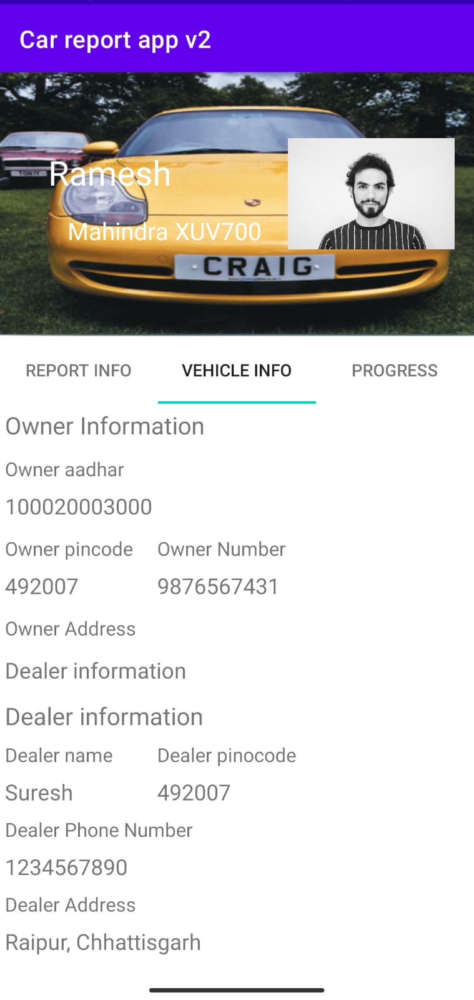 Car report app v2
TONIY
Ramesh
Mahindra XUV700
CRAIG
REPORT INFO VEHICLE INFO PROGRESS
Owner Information
Owner aadhar
100020003000
Owner pincode Owner Number
492007 9876567431
Owner Address
Dealer information
Dealer information
Dealer name Dealer pinocode
Suresh 492007
Dealer Phone Number
1234567890
Dealer Address
Raipur, Chhattisgarh